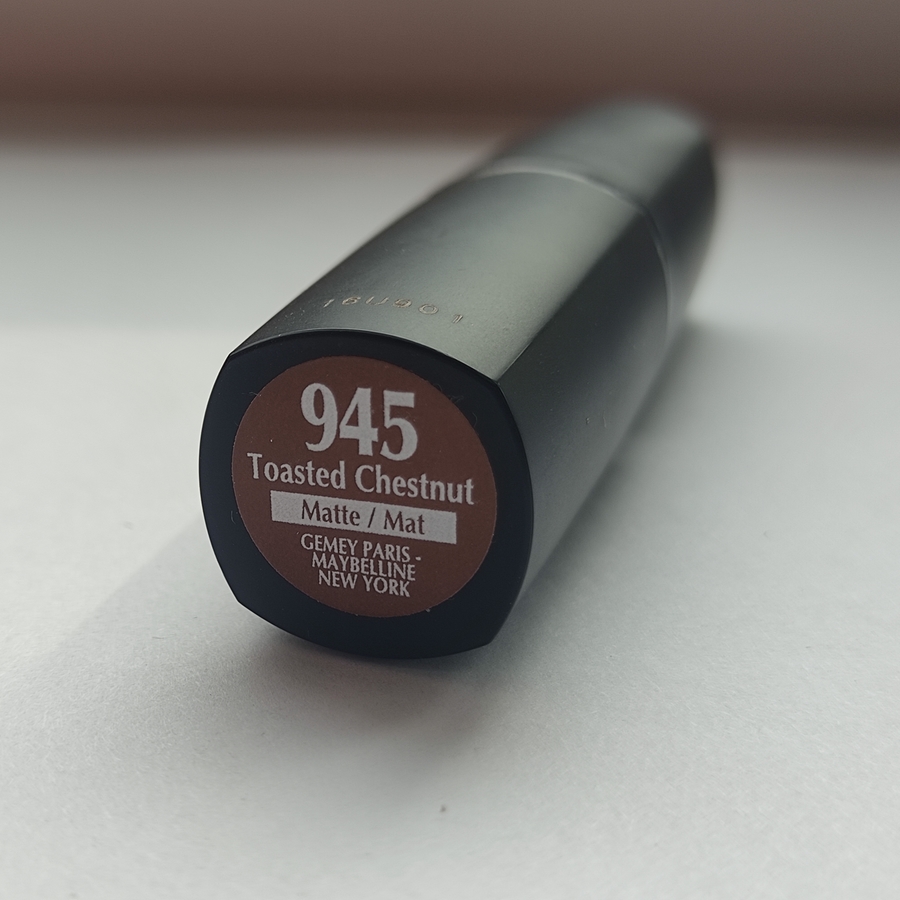 945
Toasted Chestnut
Matte / Mat
GEMEY PARIS -
MAYBELLINE
NEW YORK